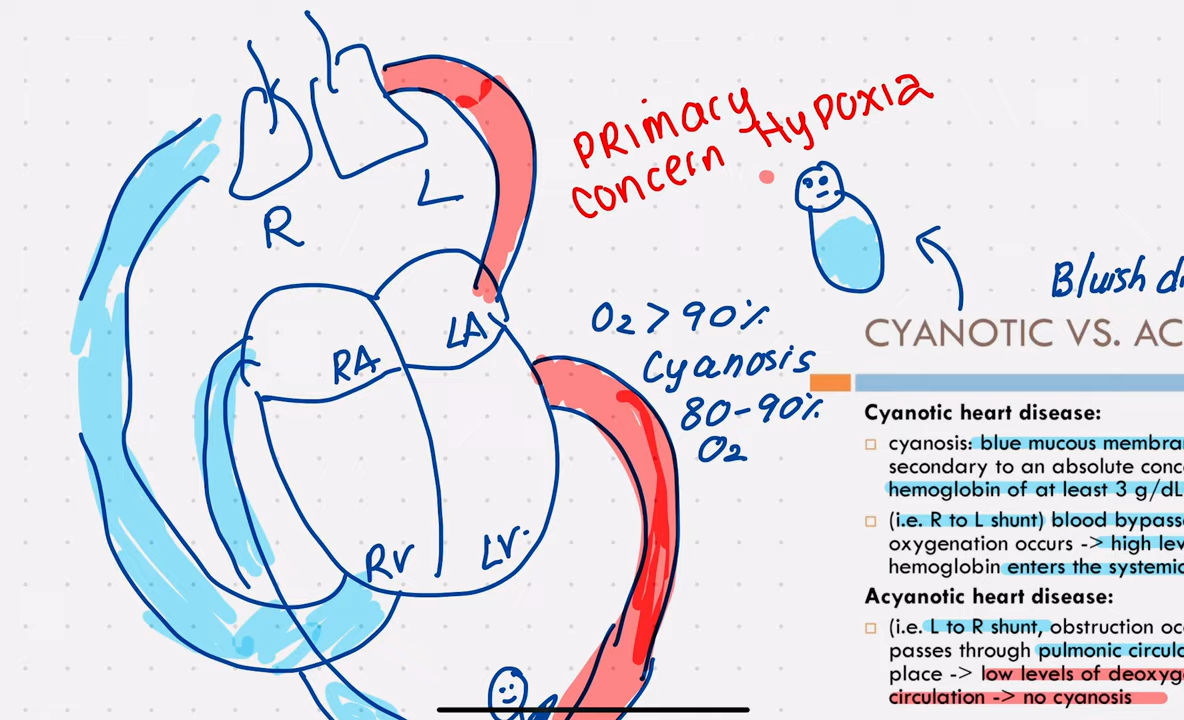 PRIMARY HYPOXIA
CONCERN
R
L
LA
RA
RV
LV
O2 > 90%
Cyanosis
80-90%
O2
Bluish
CYANOTIC VS. AC
Cyanotic heart disease:
cyanosis: blue mucous membra
secondary to an absolute conc
hemoglobin of at least 3 g/dL
(i.e. R to L shunt) blood bypass
oxygenation occurs -> high lev
hemoglobin enters the systemic
Acyanotic heart disease:
(i.e. L to R shunt, obstruction oc
passes through pulmonic circula
place -> low levels of deoxyg
circulation -> no cyanosis